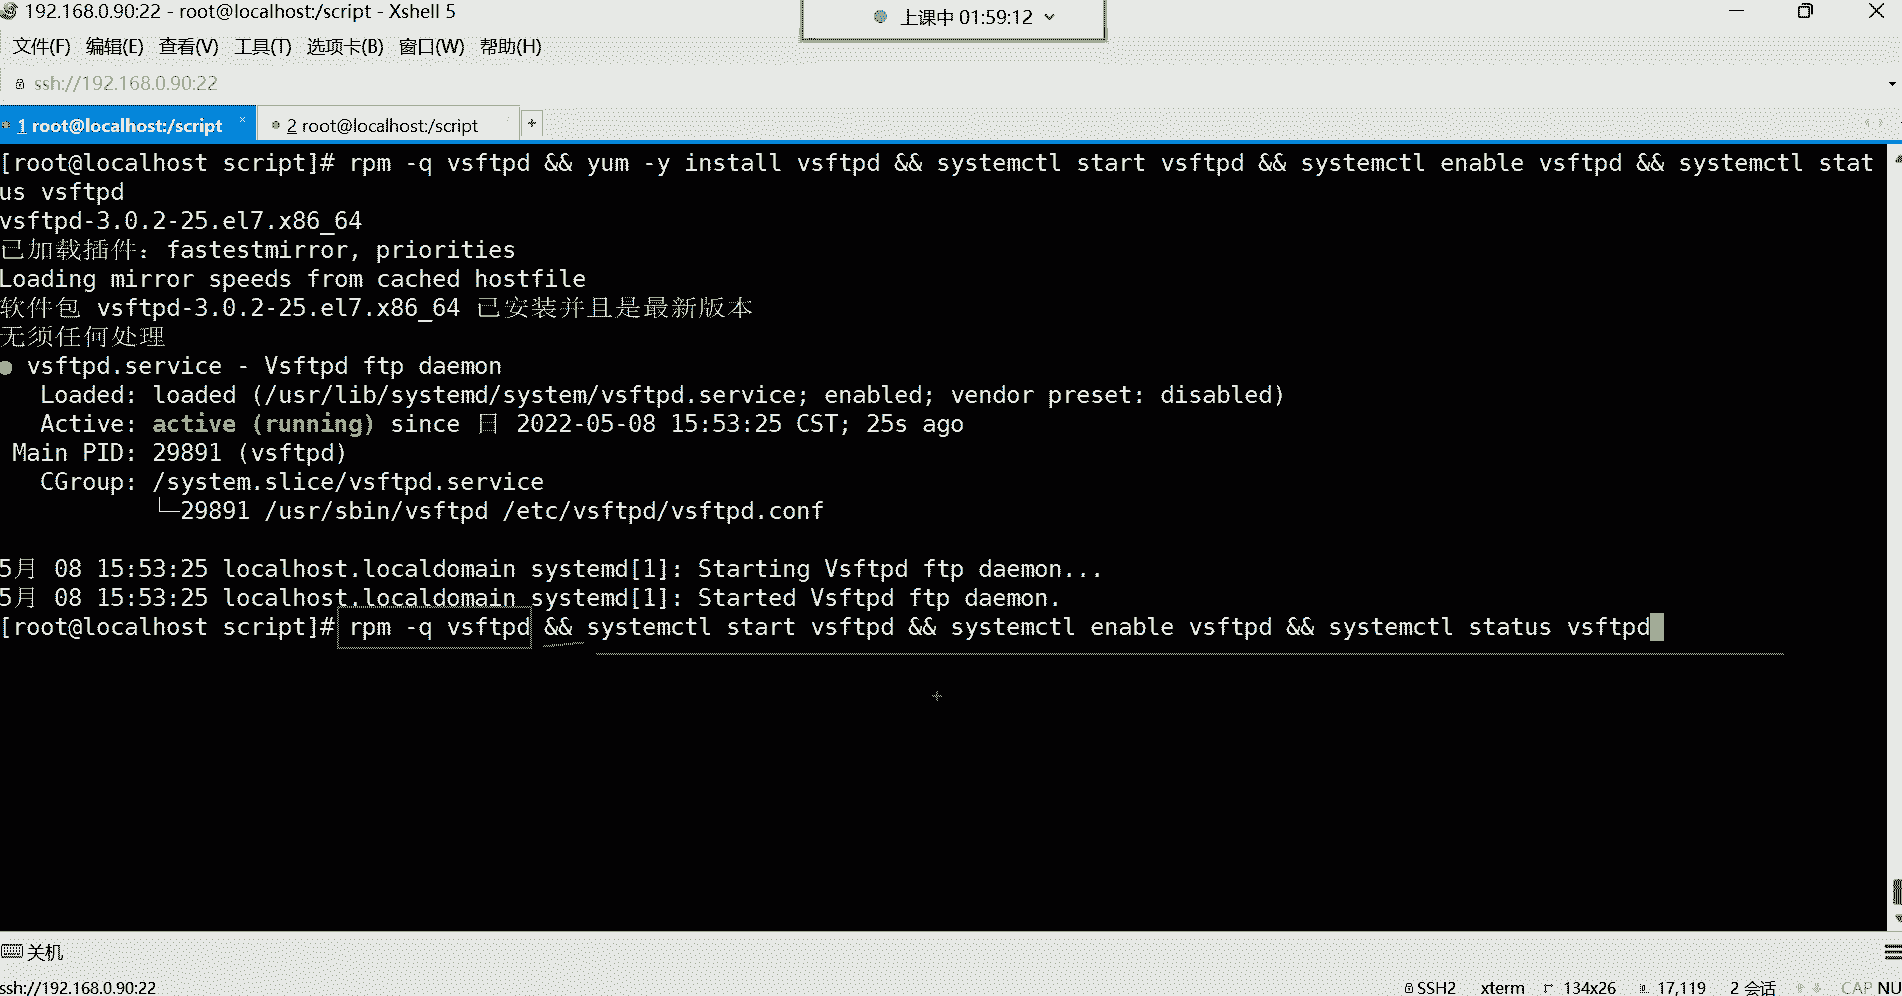 192.168.0.90:22 - root@localhost:/script - Xshell 5
上课中 01:59:12
文件(F) 编辑(E) 查看(V) 工具(T) 选项卡(B) 窗口(W) 帮助(H)
ssh://192.168.0.90:22
1 root@localhost:/script 2 root@localhost:/script +
[root@localhost script]# rpm -q vsftpd && yum -y install vsftpd && systemctl start vsftpd && systemctl enable vsftpd && systemctl stat
us vsftpd
vsftpd-3.0.2-25.el7.x86_64
已加载插件：fastestmirror, priorities
Loading mirror speeds from cached hostfile
软件包 vsftpd-3.0.2-25.el7.x86_64 已安装并且是最新版本
无须任何处理
● vsftpd.service - Vsftpd ftp daemon
Loaded: loaded (/usr/lib/systemd/system/vsftpd.service; enabled; vendor preset: disabled)
Active: active (running) since 日 2022-05-08 15:53:25 CST; 25s ago
Main PID: 29891 (vsftpd)
CGroup: /system.slice/vsftpd.service
└─29891 /usr/sbin/vsftpd /etc/vsftpd/vsftpd.conf
5月 08 15:53:25 localhost.localdomain systemd[1]: Starting Vsftpd ftp daemon...
5月 08 15:53:25 localhost.localdomain systemd[1]: Started Vsftpd ftp daemon.
[root@localhost script]# rpm -q vsftpd && systemctl start vsftpd && systemctl enable vsftpd && systemctl status vsftpd
关机
ssh://192.168.0.90:22 SSH2 xterm 134x26 17,119 2 会话 CAP NU